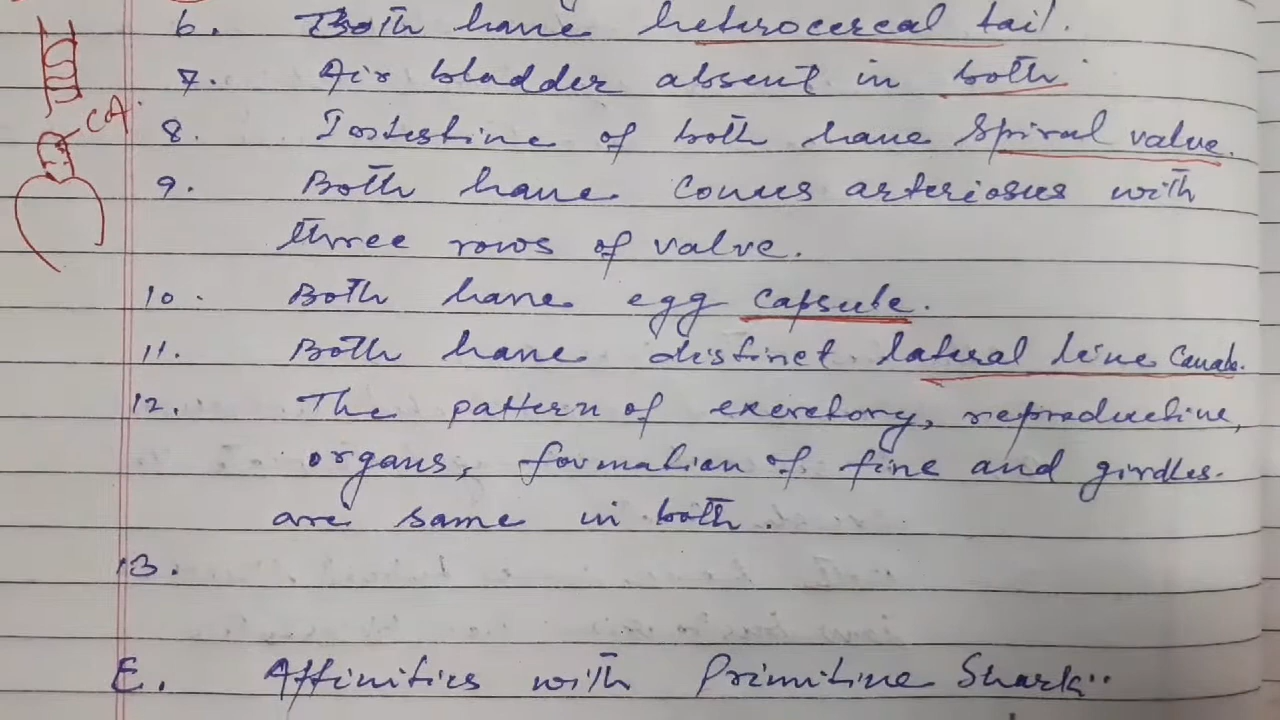 6. Both have heterocercal tail.
7. Air bladder absent in both
CA
8. Intestine of both have Spiral valve.
9. Both have Conus arteriosus with
three rows of valve.
10. Both have egg Capsule.
11. Both have distinct lateral line Canals.
12. The pattern of excretory, reproductive,
organs, formation of fins and girdles.
are same in both.
13.
E. Affinities with Primitive Shark: